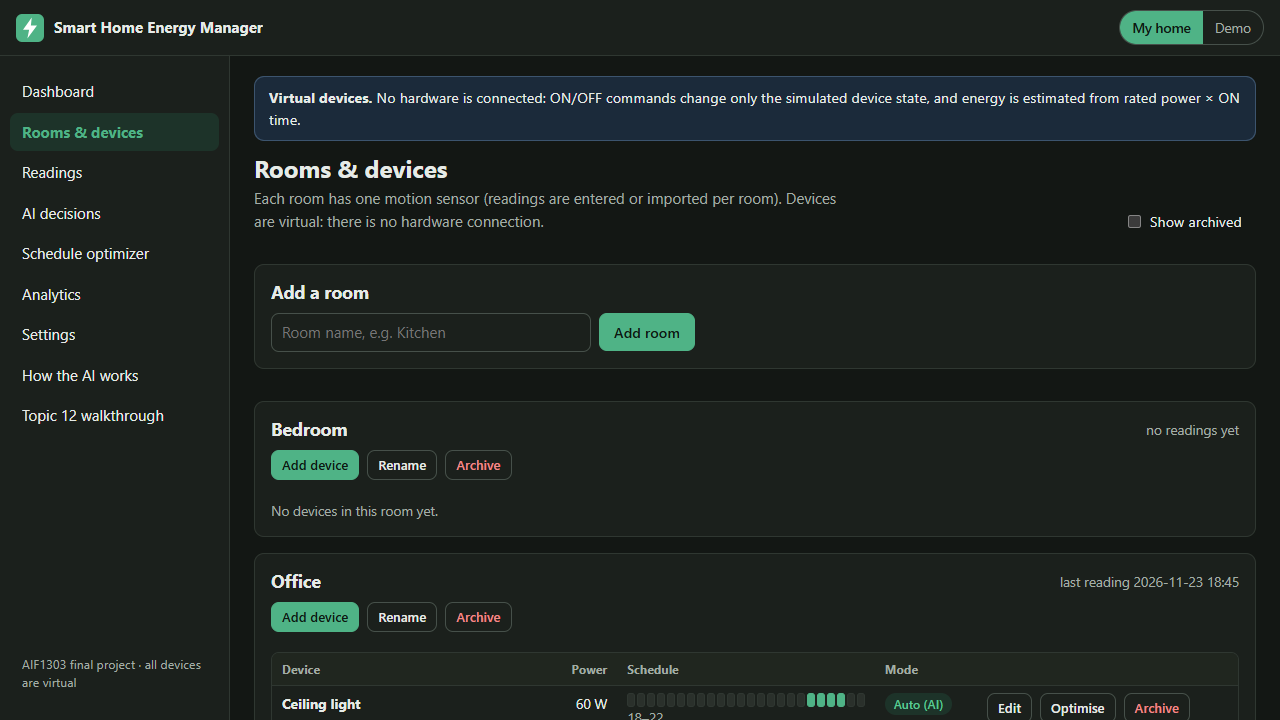 Smart Home Energy Manager
My home
Demo
Dashboard
Rooms & devices
Readings
AI decisions
Schedule optimizer
Analytics
Settings
How the AI works
Topic 12 walkthrough
AIF1303 final project · all devices
are virtual
Virtual devices. No hardware is connected: ON/OFF commands change only the simulated device state, and energy is estimated from rated power × ON
time.
Rooms & devices
Each room has one motion sensor (readings are entered or imported per room). Devices
are virtual: there is no hardware connection.
Show archived
Add a room
Room name, e.g. Kitchen
Add room
Bedroom
no readings yet
Add device
Rename
Archive
No devices in this room yet.
Office
last reading 2026-11-23 18:45
Add device
Rename
Archive
Device Power Schedule Mode
Ceiling light 60 W Auto (AI) Edit Optimise Archive
18–22